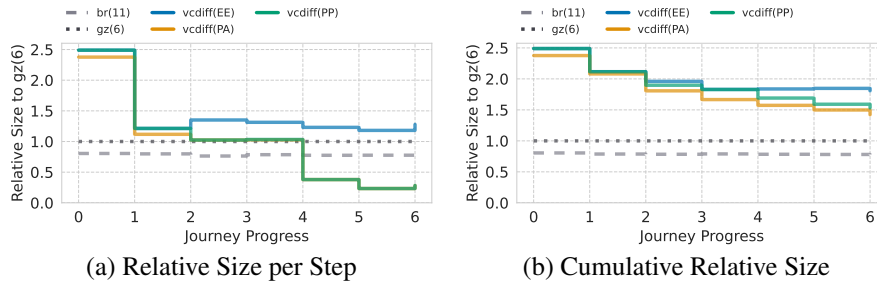 br(11) vcdiff(EE) vcdiff(PP)
gz(6) vcdiff(PA)
Relative Size to gz(6)
2.5
2.0
1.5
1.0
0.5
0.0
0 1 2 3 4 5 6
Journey Progress
(a) Relative Size per Step
br(11) vcdiff(EE) vcdiff(PP)
gz(6) vcdiff(PA)
Relative Size to gz(6)
2.5
2.0
1.5
1.0
0.5
0.0
0 1 2 3 4 5 6
Journey Progress
(b) Cumulative Relative Size